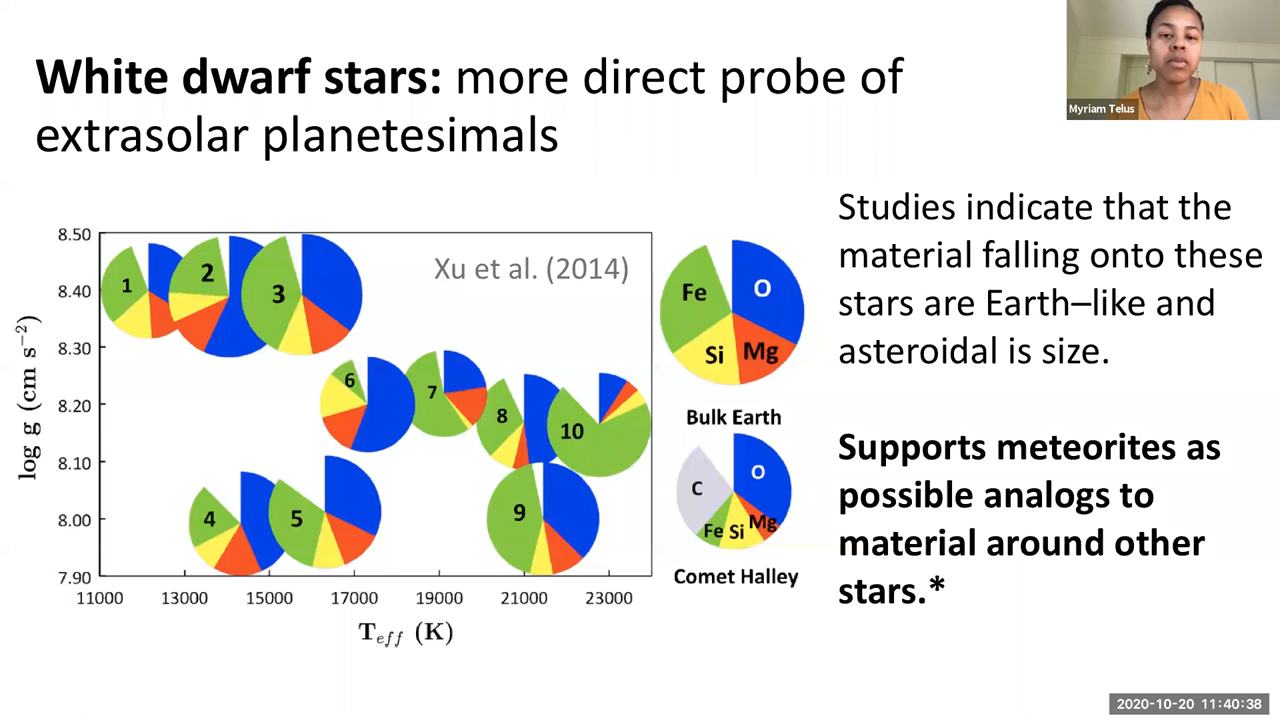 White dwarf stars: more direct probe of
extrasolar planetesimals
Myriam Telus
Studies indicate that the
material falling onto these
stars are Earth–like and
asteroidal is size.
Supports meteorites as
possible analogs to
material around other
stars.*
Xu et al. (2014)
log g (cm s⁻²)
8.50
8.40
8.30
8.20
8.10
8.00
7.90
11000 13000 15000 17000 19000 21000 23000
T_eff (K)
1
2
3
6
7
8
10
4
5
9
Fe
O
Si
Mg
Bulk Earth
C
O
Fe
Si
Mg
Comet Halley
2020-10-20 11:40:38